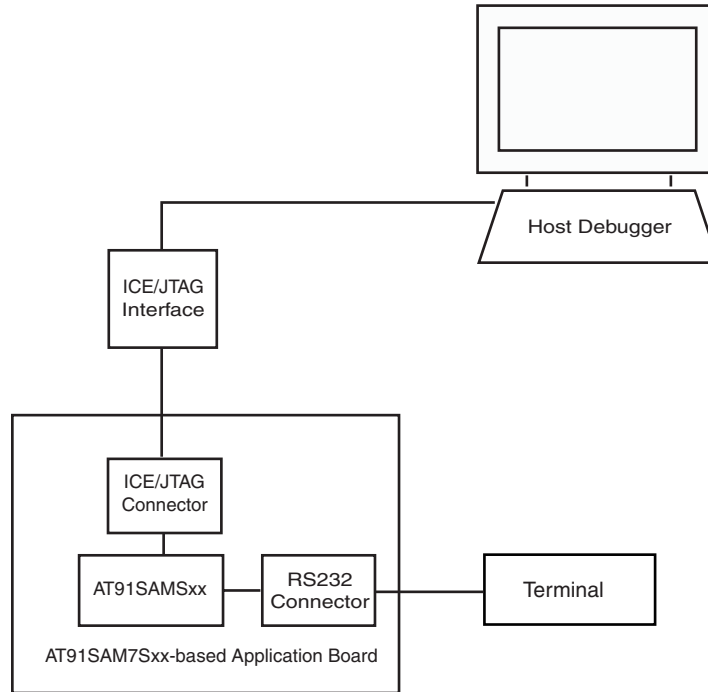 Host Debugger
ICE/JTAG
Interface
ICE/JTAG
Connector
AT91SAMSxx
RS232
Connector
Terminal
AT91SAM7Sxx-based Application Board